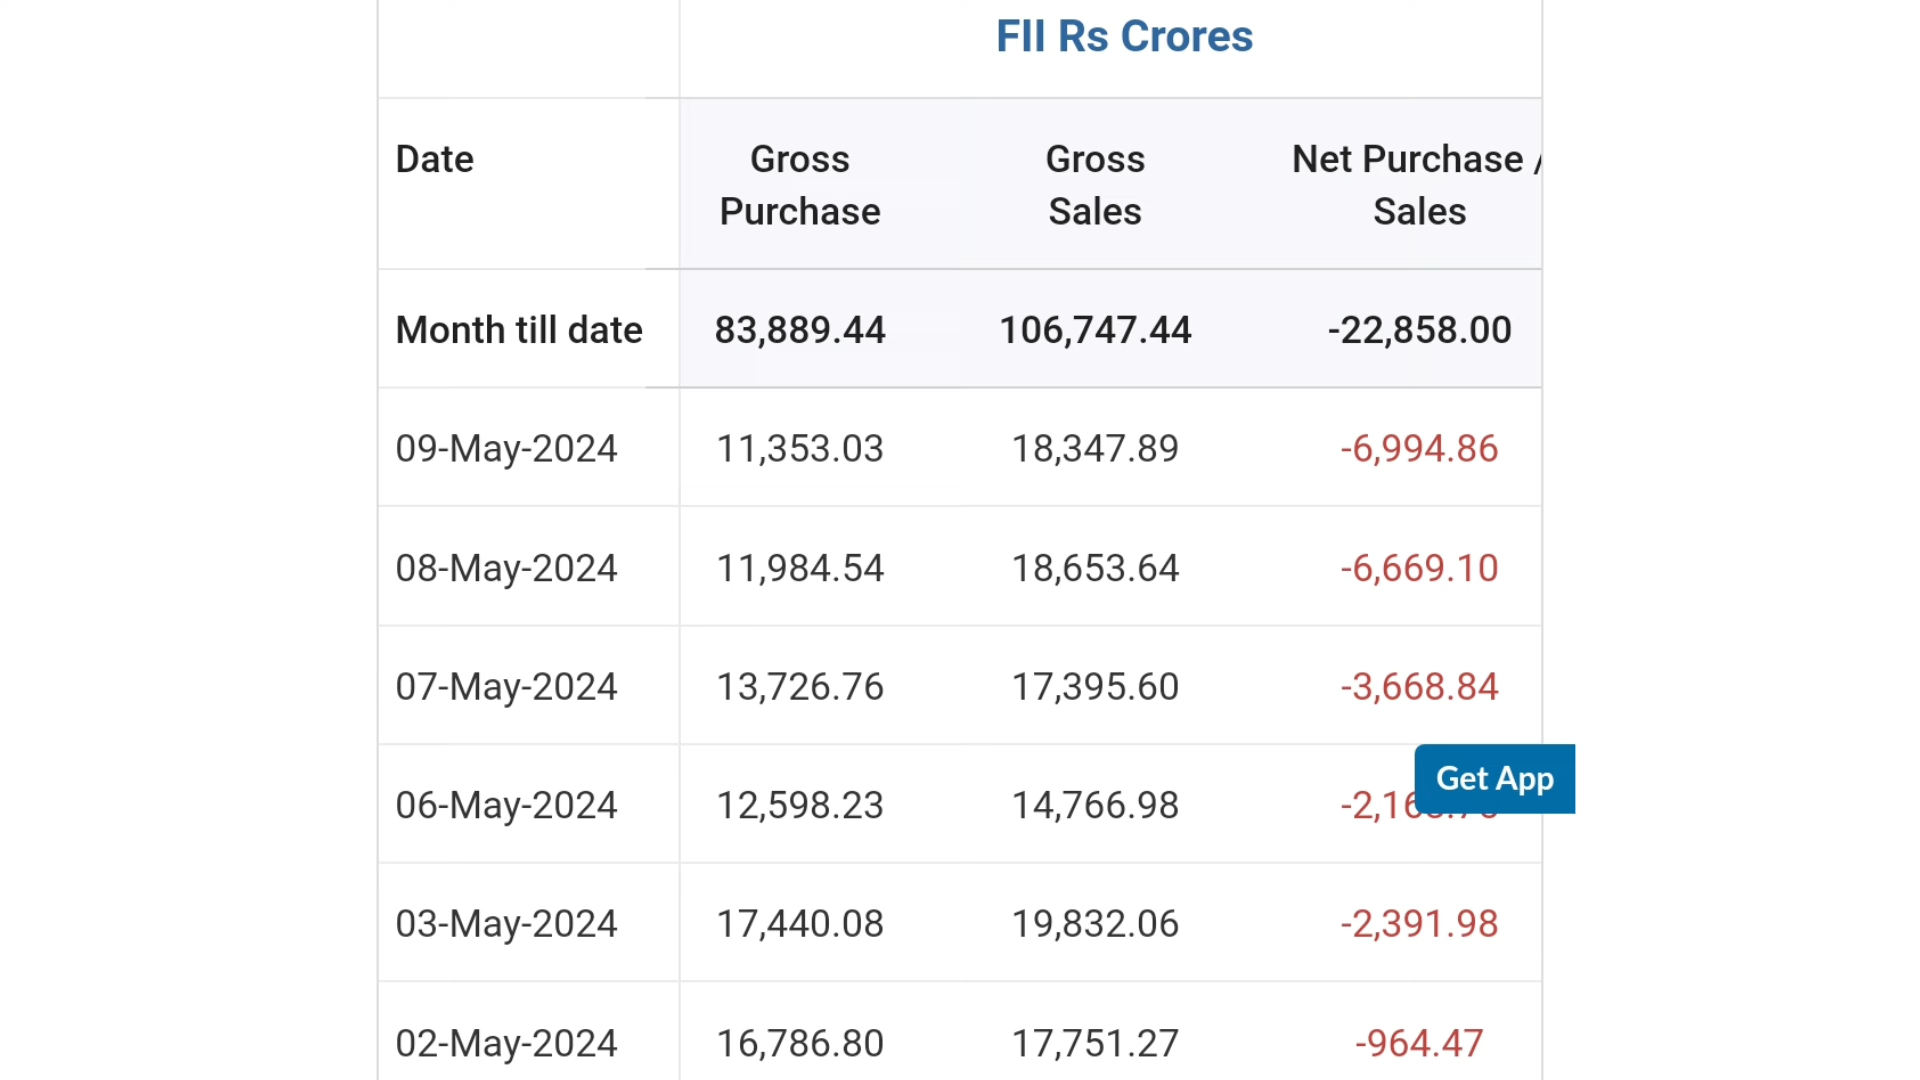 FII Rs Crores
Date Gross Purchase Gross Sales Net Purchase / Sales
Month till date 83,889.44 106,747.44 -22,858.00
09-May-2024 11,353.03 18,347.89 -6,994.86
08-May-2024 11,984.54 18,653.64 -6,669.10
07-May-2024 13,726.76 17,395.60 -3,668.84
Get App
06-May-2024 12,598.23 14,766.98
03-May-2024 17,440.08 19,832.06 -2,391.98
02-May-2024 16,786.80 17,751.27 -964.47